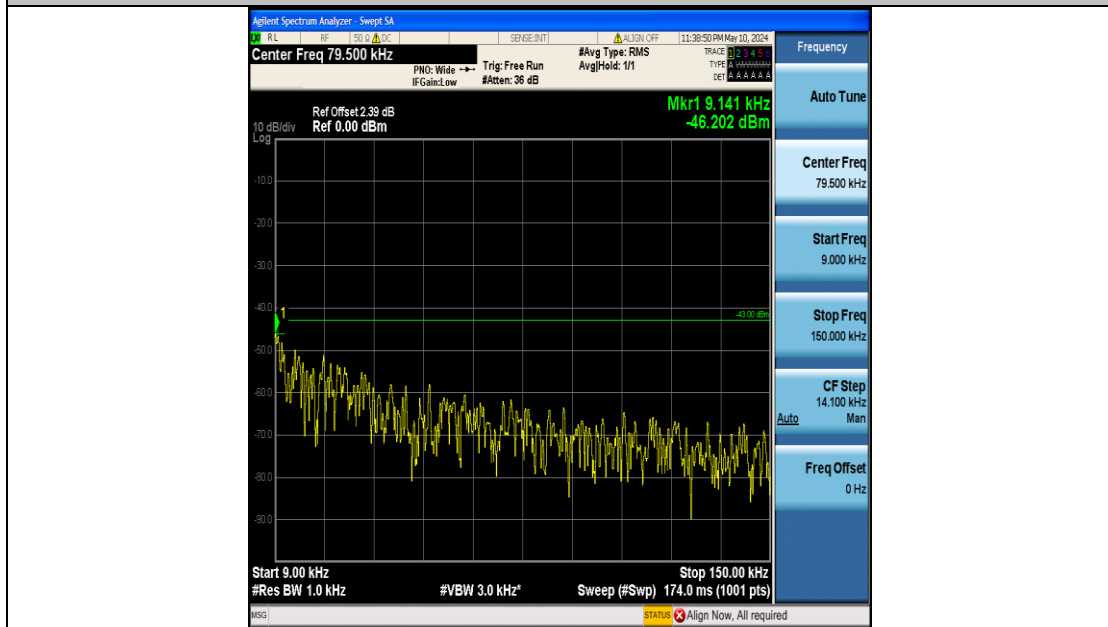 Agilent Spectrum Analyzer - Swept SA
LXI RL RF 50 Ω DC SENSE:INT ALIGN OFF 11:38:50 PM May 10, 2024
Center Freq 79.500 kHz
PNO: Wide
IFGain:Low
Trig: Free Run
#Atten: 36 dB
#Avg Type: RMS
Avg|Hold: 1/1
TRACE 1 2 3 4 5 6
TYPE A WWWWW
DET A A A A A A
Ref Offset 2.39 dB
10 dB/div Ref 0.00 dBm
Log
Mkr1 9.141 kHz
-46.202 dBm
-10.0
-20.0
-30.0
-40.0
1
-43.00 dBm
-50.0
-60.0
-70.0
-80.0
-90.0
Start 9.00 kHz
Stop 150.00 kHz
#Res BW 1.0 kHz
#VBW 3.0 kHz*
Sweep (#Swp) 174.0 ms (1001 pts)
MSG
STATUS Align Now, All required
Frequency
Auto Tune
Center Freq
79.500 kHz
Start Freq
9.000 kHz
Stop Freq
150.000 kHz
CF Step
14.100 kHz
Auto Man
Freq Offset
0 Hz